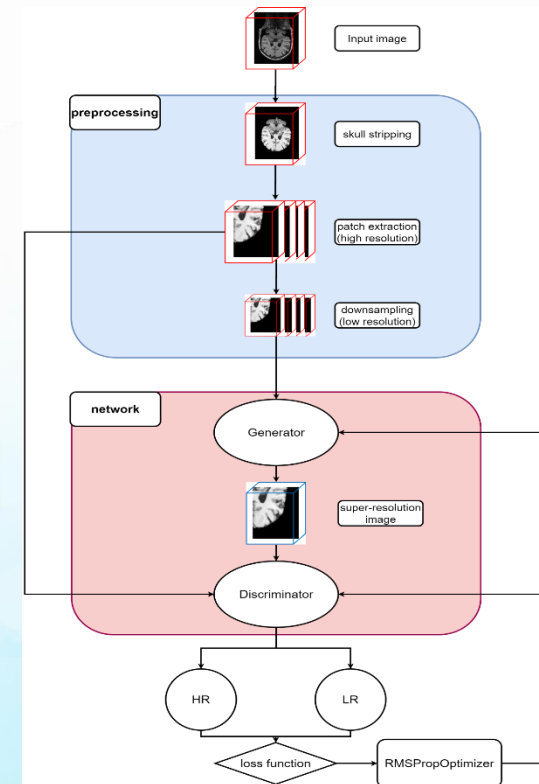 Input image
preprocessing
skull stripping
patch extraction
(high resolution)
downsampling
(low resolution)
network
Generator
super-resolution
image
Discriminator
HR
LR
loss function
RMSPropOptimizer